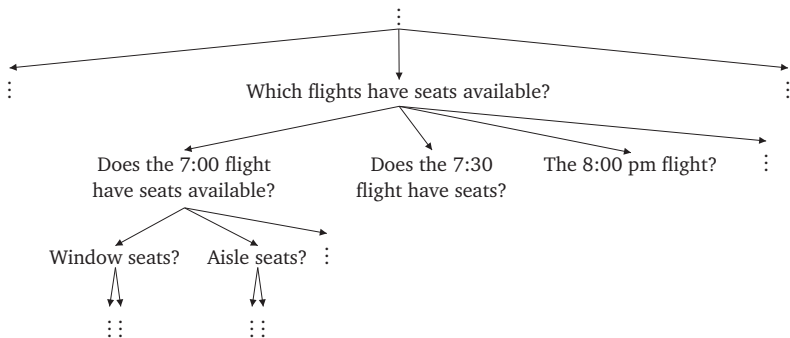 ⋮
⋮ Which flights have seats available? ⋮
Does the 7:00 flight
have seats available?
Does the 7:30
flight have seats?
The 8:00 pm flight?
⋮
Window seats? Aisle seats? ⋮
⋮ ⋮ ⋮ ⋮